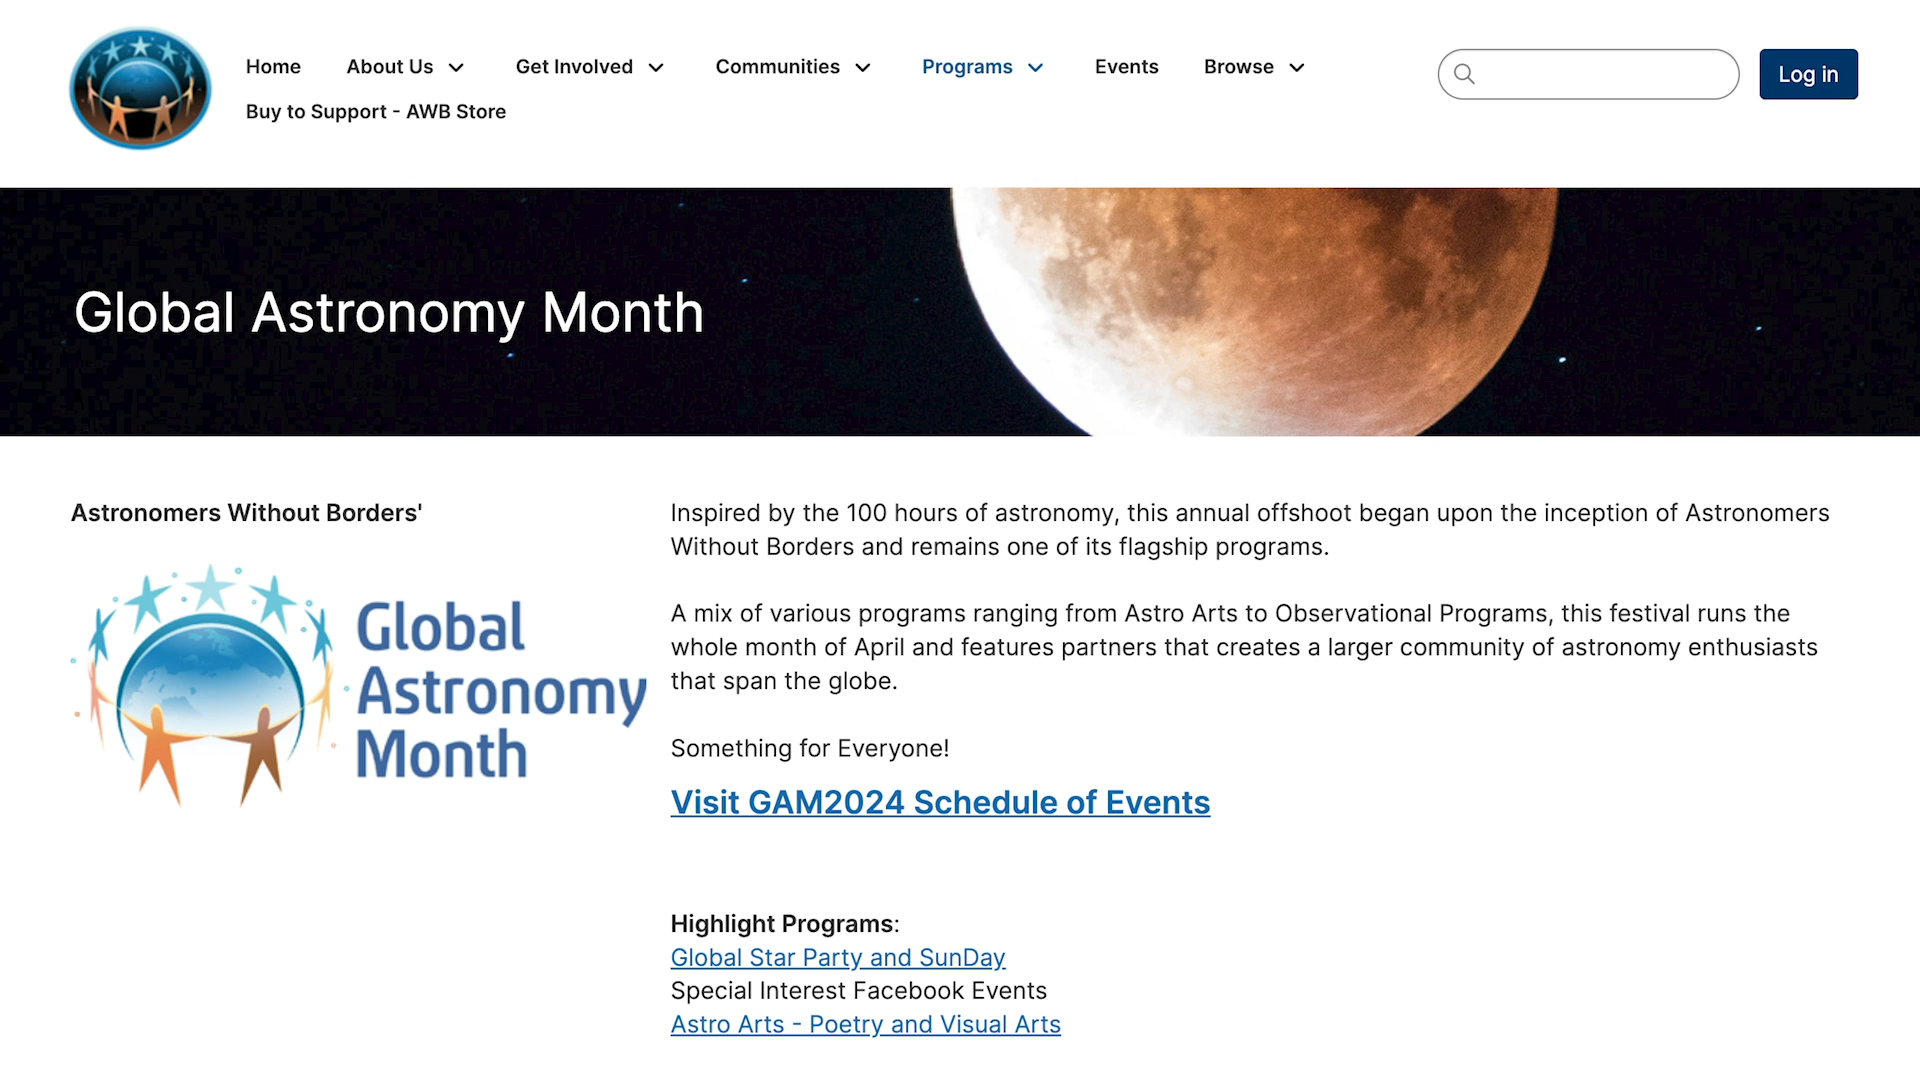 Home About Us Get Involved Communities Programs Events Browse Log in
Buy to Support - AWB Store
Global Astronomy Month
Astronomers Without Borders'
Global
Astronomy
Month
Inspired by the 100 hours of astronomy, this annual offshoot began upon the inception of Astronomers
Without Borders and remains one of its flagship programs.
A mix of various programs ranging from Astro Arts to Observational Programs, this festival runs the
whole month of April and features partners that creates a larger community of astronomy enthusiasts
that span the globe.
Something for Everyone!
Visit GAM2024 Schedule of Events
Highlight Programs:
Global Star Party and SunDay
Special Interest Facebook Events
Astro Arts - Poetry and Visual Arts